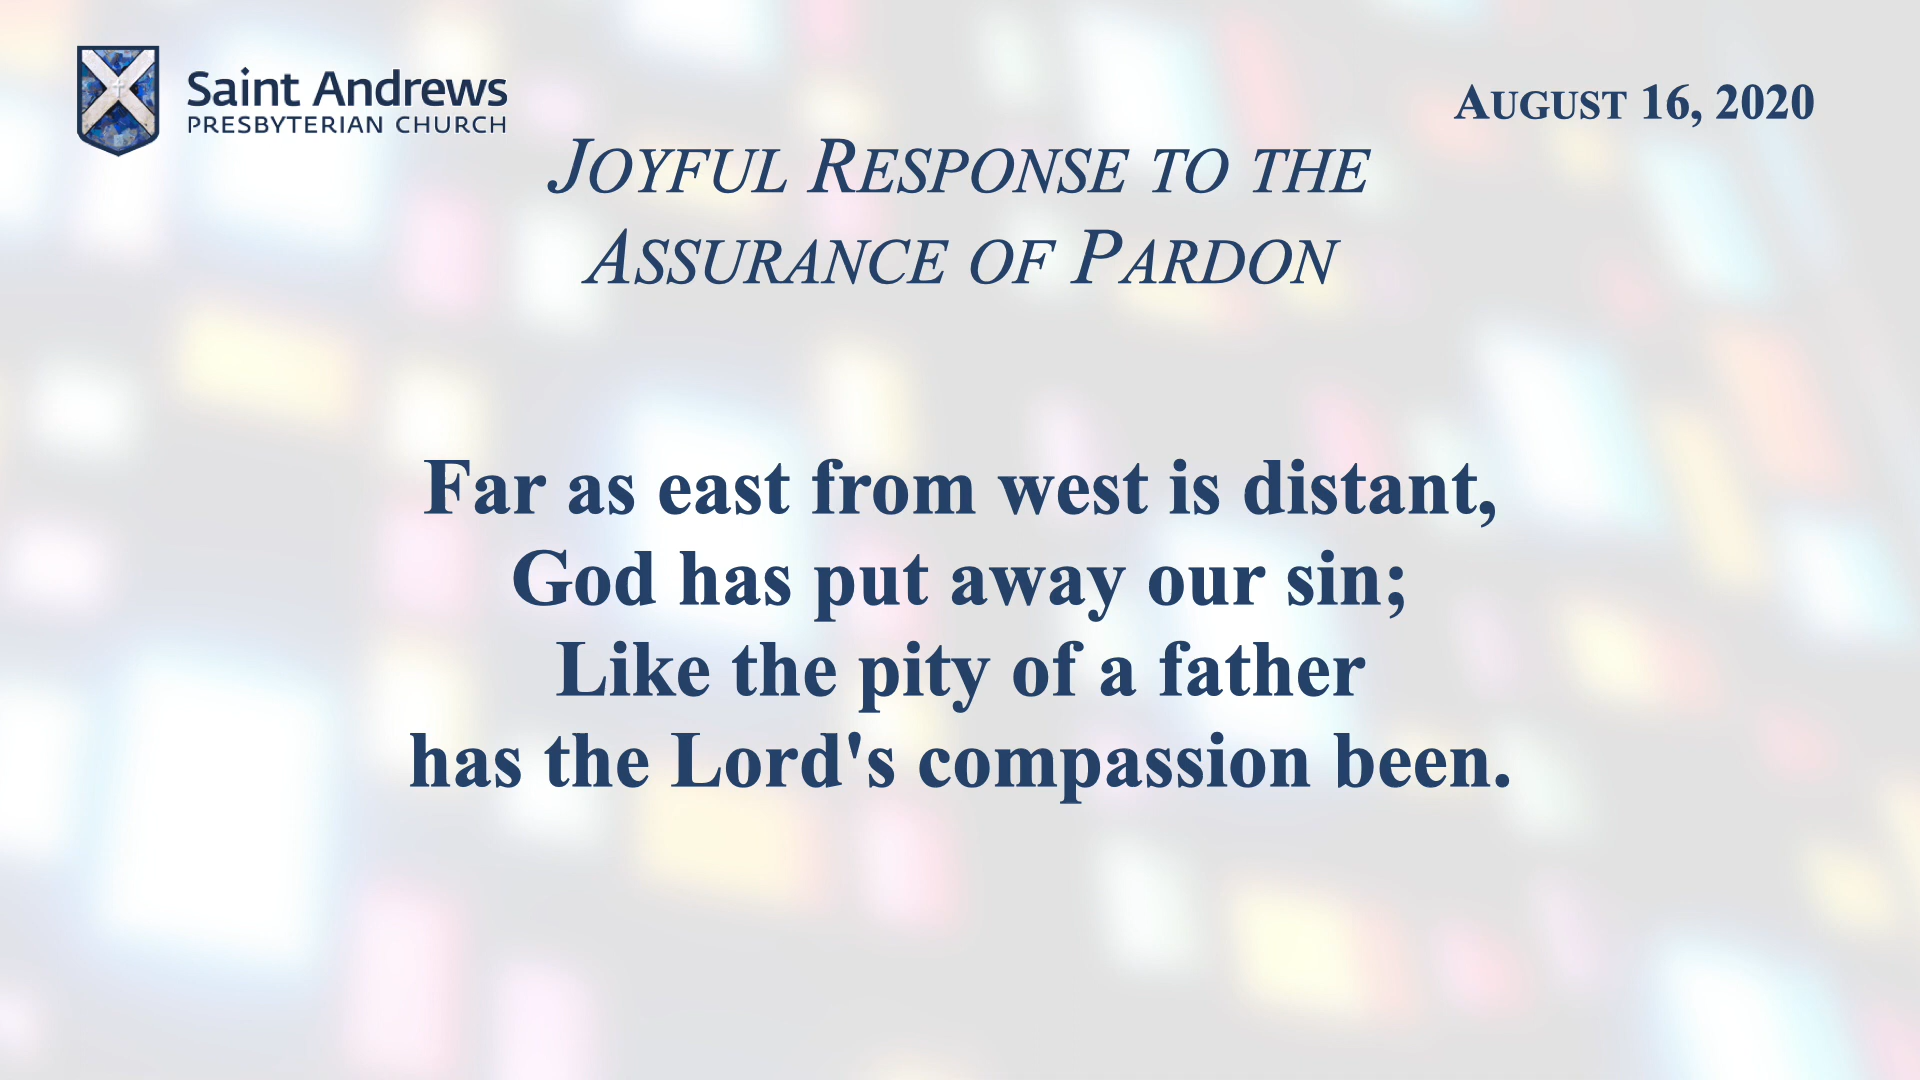 Saint Andrews
PRESBYTERIAN CHURCH
AUGUST 16, 2020
JOYFUL RESPONSE TO THE
ASSURANCE OF PARDON
Far as east from west is distant,
God has put away our sin;
Like the pity of a father
has the Lord's compassion been.